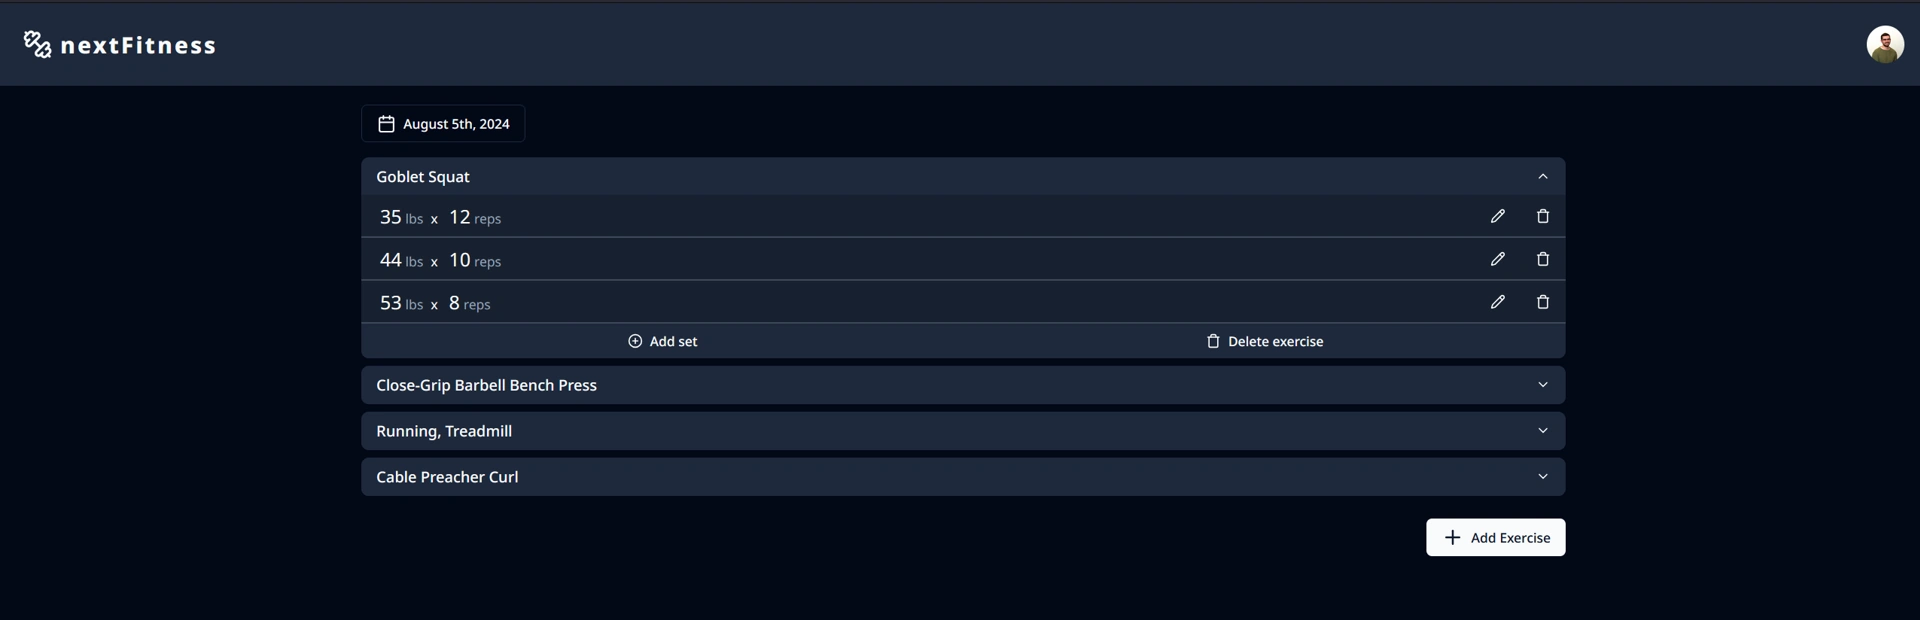 nextFitness
August 5th, 2024
Goblet Squat
35 lbs x 12 reps
44 lbs x 10 reps
53 lbs x 8 reps
Add set Delete exercise
Close-Grip Barbell Bench Press
Running, Treadmill
Cable Preacher Curl
Add Exercise